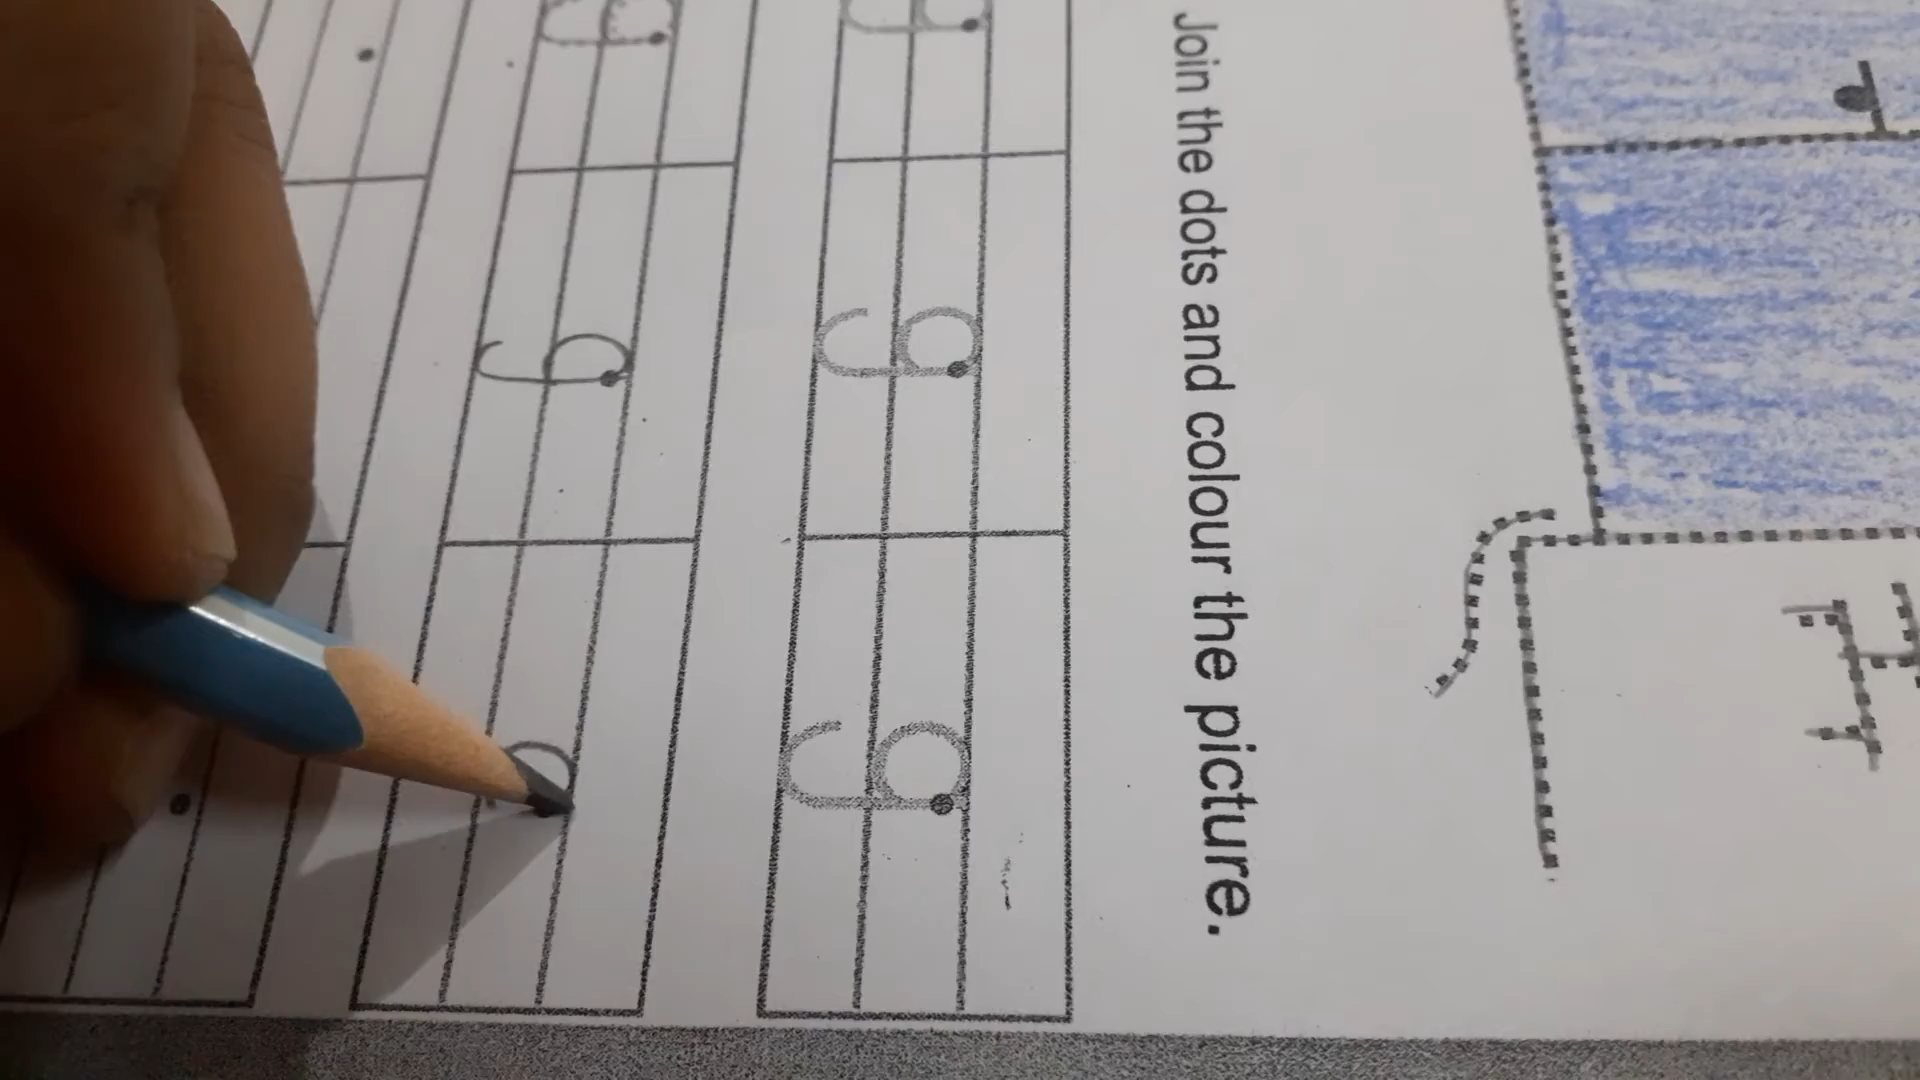 Join the dots and colour the picture.
g g g
g g